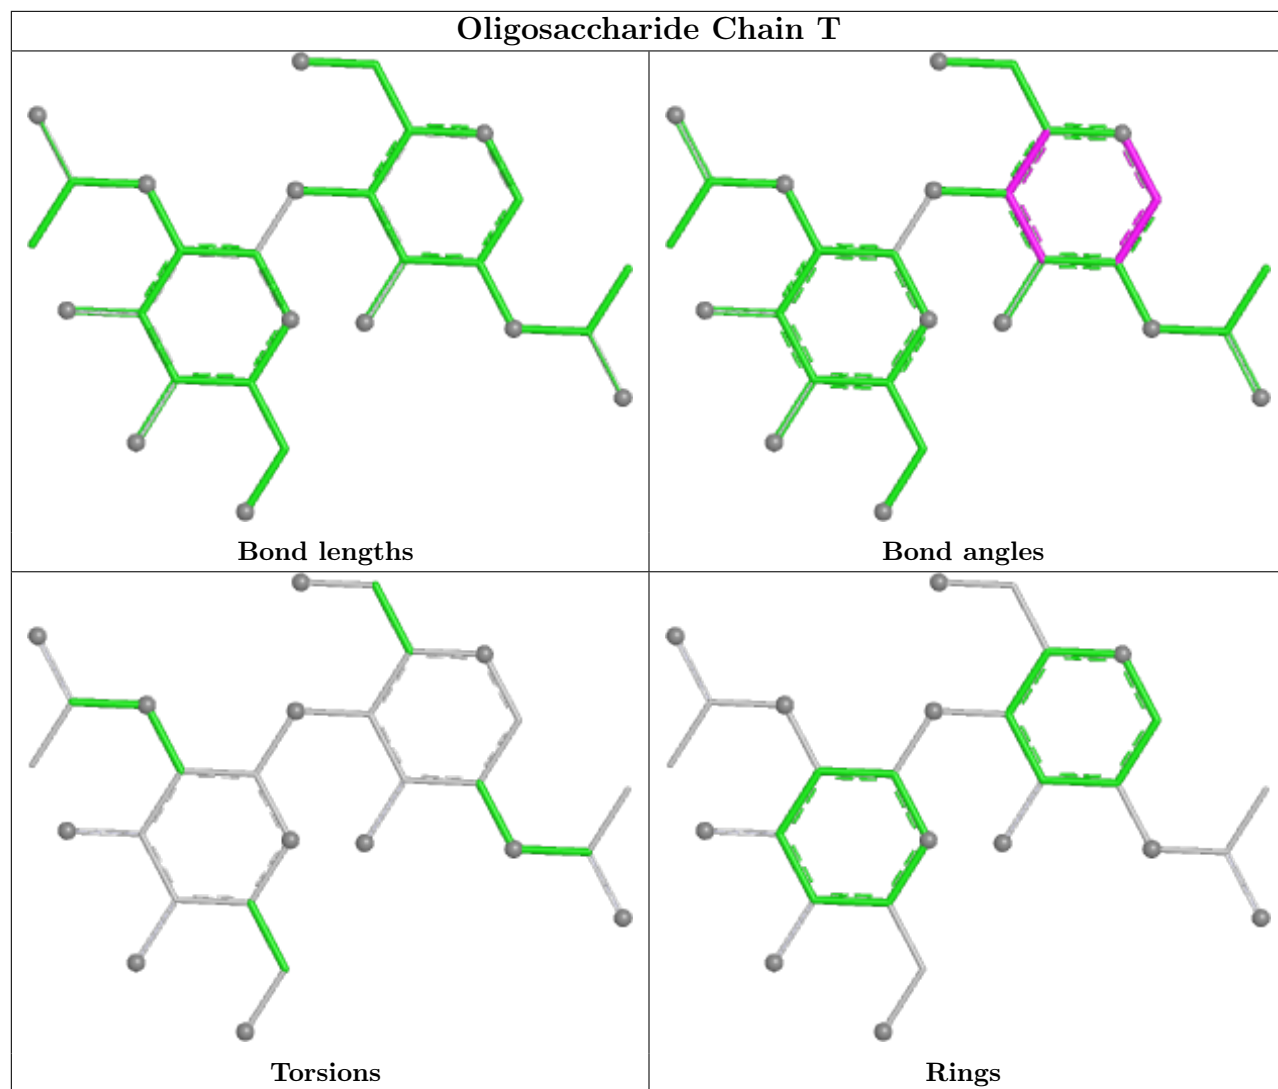 Oligosaccharide Chain T
Bond lengths
Bond angles
Torsions
Rings